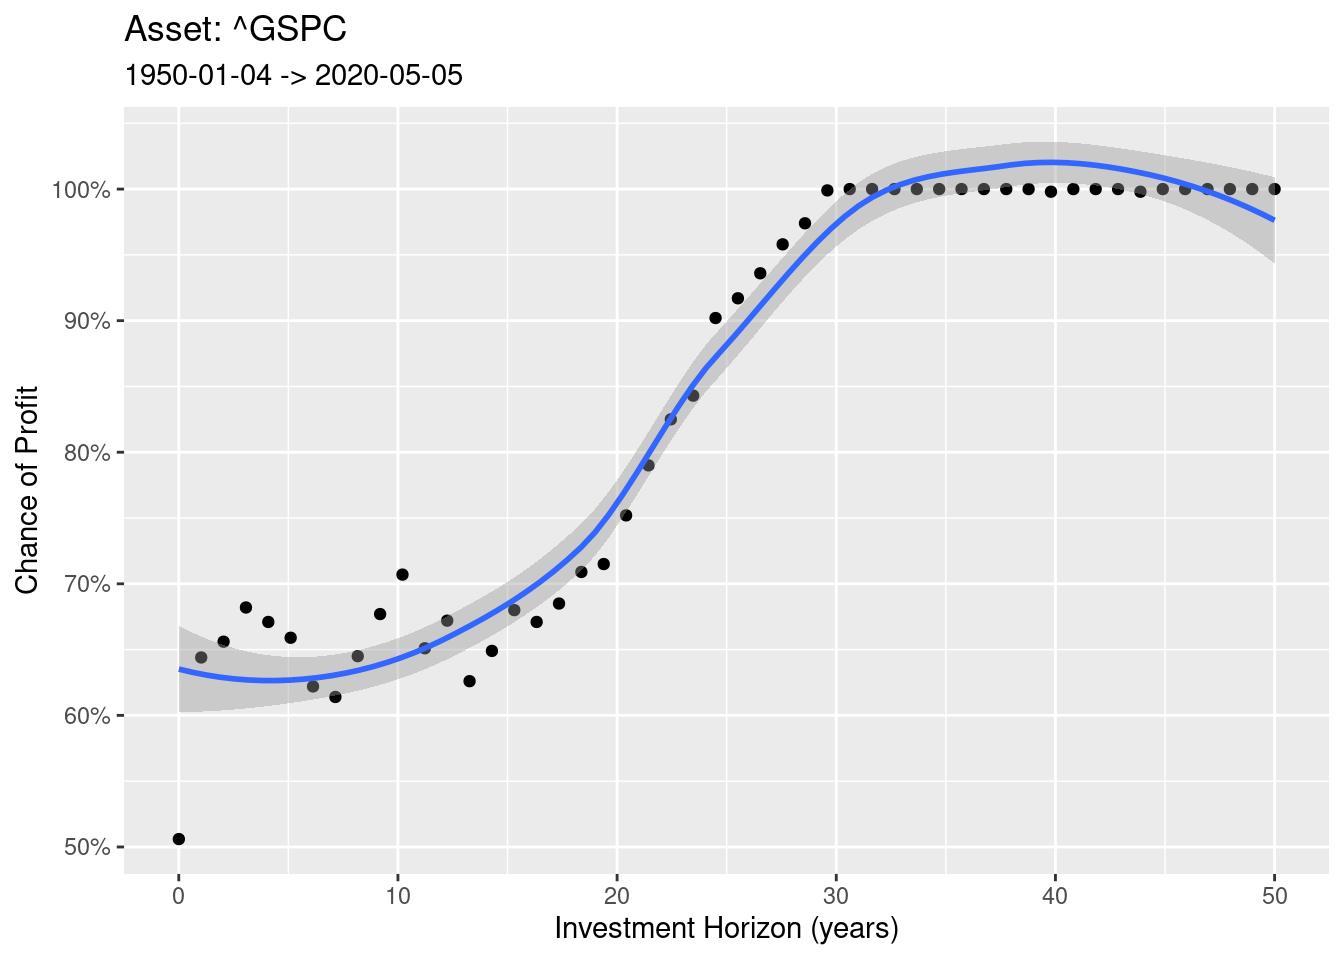 Asset: ^GSPC
1950-01-04 -> 2020-05-05
Chance of Profit
100%
90%
80%
70%
60%
50%
0 10 20 30 40 50
Investment Horizon (years)